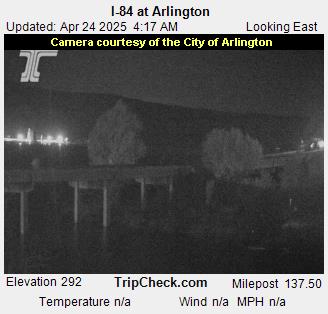 I-84 at Arlington
Updated: Apr 24 2025 4:17 AM Looking East
Camera courtesy of the City of Arlington
Elevation 292 TripCheck.com Milepost 137.50
Temperature n/a Wind n/a MPH n/a